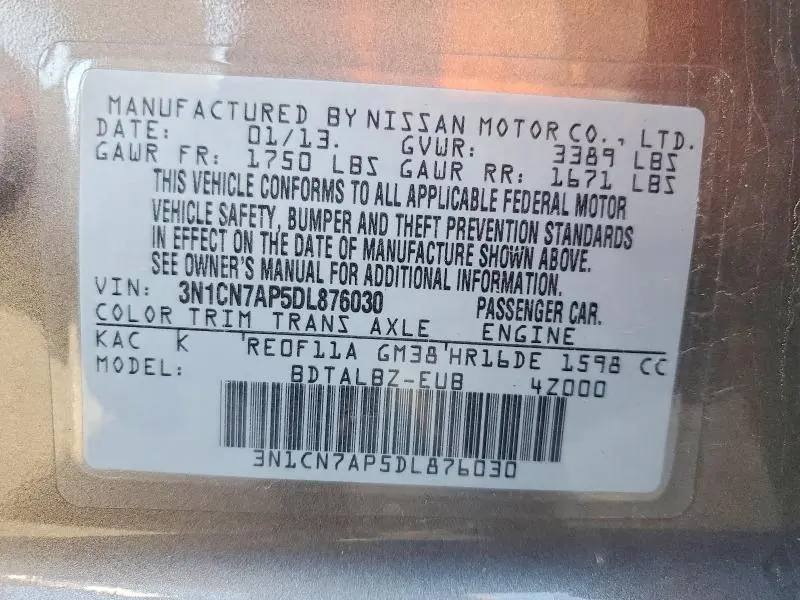 MANUFACTURED BY NISSAN MOTOR CO., LTD.
DATE: 01/13. GVWR: 3389 LBS
GAWR FR: 1750 LBS GAWR RR: 1671 LBS
THIS VEHICLE CONFORMS TO ALL APPLICABLE FEDERAL MOTOR
VEHICLE SAFETY, BUMPER AND THEFT PREVENTION STANDARDS
IN EFFECT ON THE DATE OF MANUFACTURE SHOWN ABOVE.
SEE OWNER'S MANUAL FOR ADDITIONAL INFORMATION.
VIN: 3N1CN7AP5DL876030 PASSENGER CAR.
COLOR TRIM TRANS AXLE ENGINE
KAC K 'RE0F11A GM38'HR16DE 1598 CC
MODEL: BDTALBZ-EUB 4Z000
3N1CN7AP5DL876030